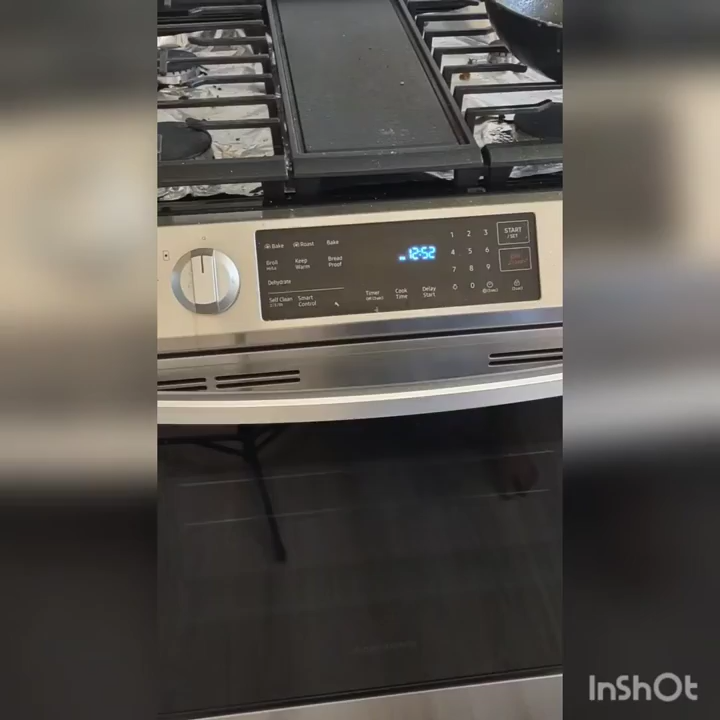 Bake Roast Bake
Broil
Keep
Warm
Bread
Proof
Dehydrate
Self Clean
Smart
Control
12:52
Timer
Cook
Time
Delay
Start
1 2 3
4 5 6
7 8 9
0
START
/ SET
InShOt